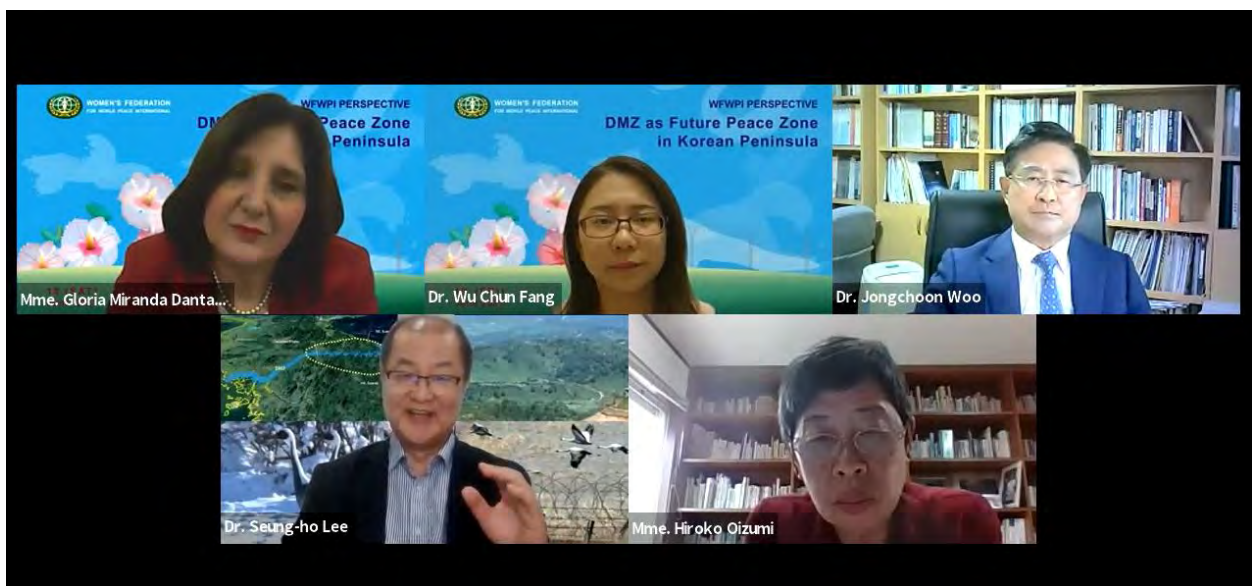 WOMEN'S FEDERATION
FOR WORLD PEACE INTERNATIONAL
WFWPI PERSPECTIVE
Peace Zone
Peninsula
Mme. Gloria Miranda Danta...
WOMEN'S FEDERATION
FOR WORLD PEACE INTERNATIONAL
WFWPI PERSPECTIVE
DMZ as Future Peace Zone
in Korean Peninsula
Dr. Wu Chun Fang
Dr. Jongchoon Woo
Dr. Seung-ho Lee
Mme. Hiroko Oizumi